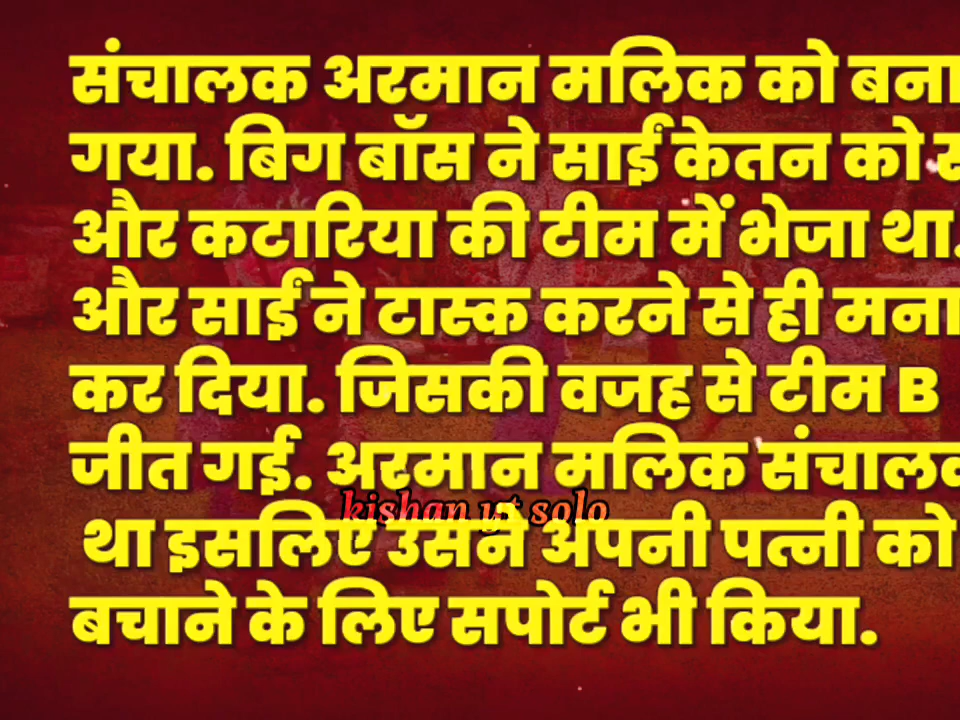 संचालक अरमान मलिक को बना
गया. बिग बॉस ने साईं केतन को
और कटारिया की टीम में भेजा था.
और साईं ने टास्क करने से ही मना
कर दिया. जिसकी वजह से टीम B
जीत गई. अरमान मलिक संचालक
kishan yt solo
था इसलिए उसने अपनी पत्नी को
बचाने के लिए सपोर्ट भी किया.